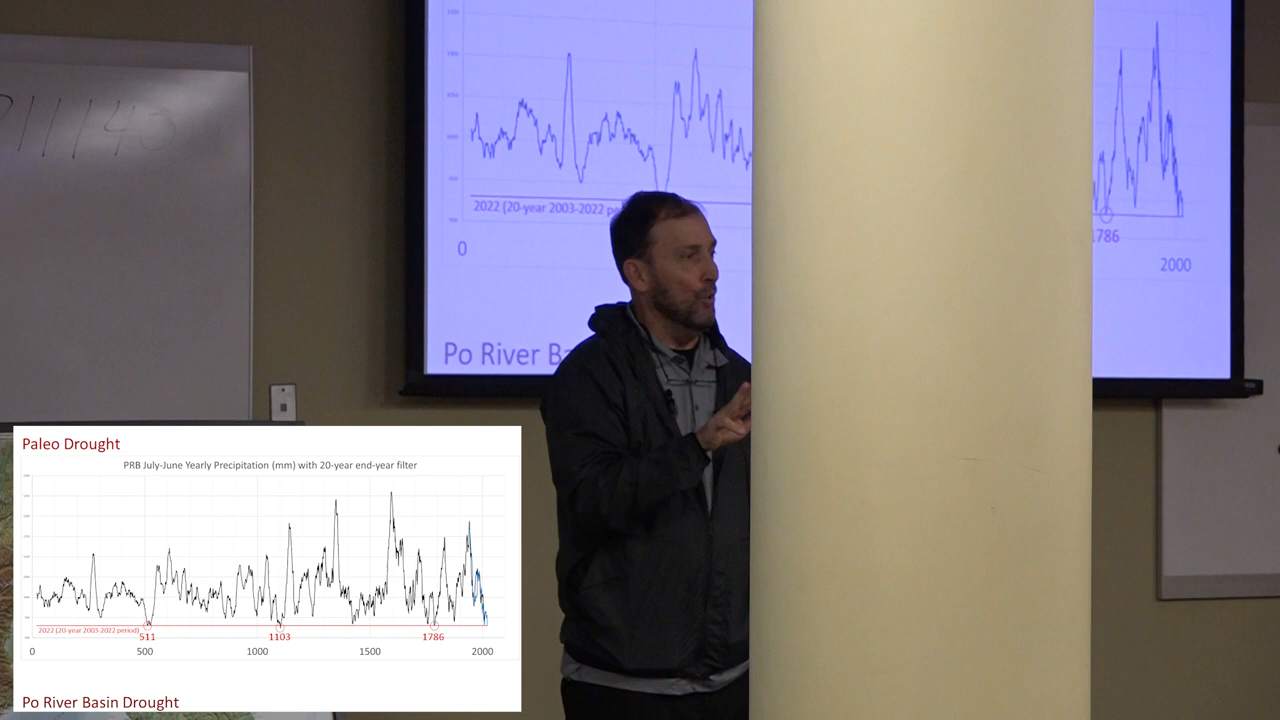 2022 (20-year 2003-2022
0
1786
2000
Po River
Paleo Drought
PRB July-June Yearly Precipitation (mm) with 20-year end-year filter
2022 (20-year 2003-2022 period)
511
1103
1786
0
500
1000
1500
2000
Po River Basin Drought